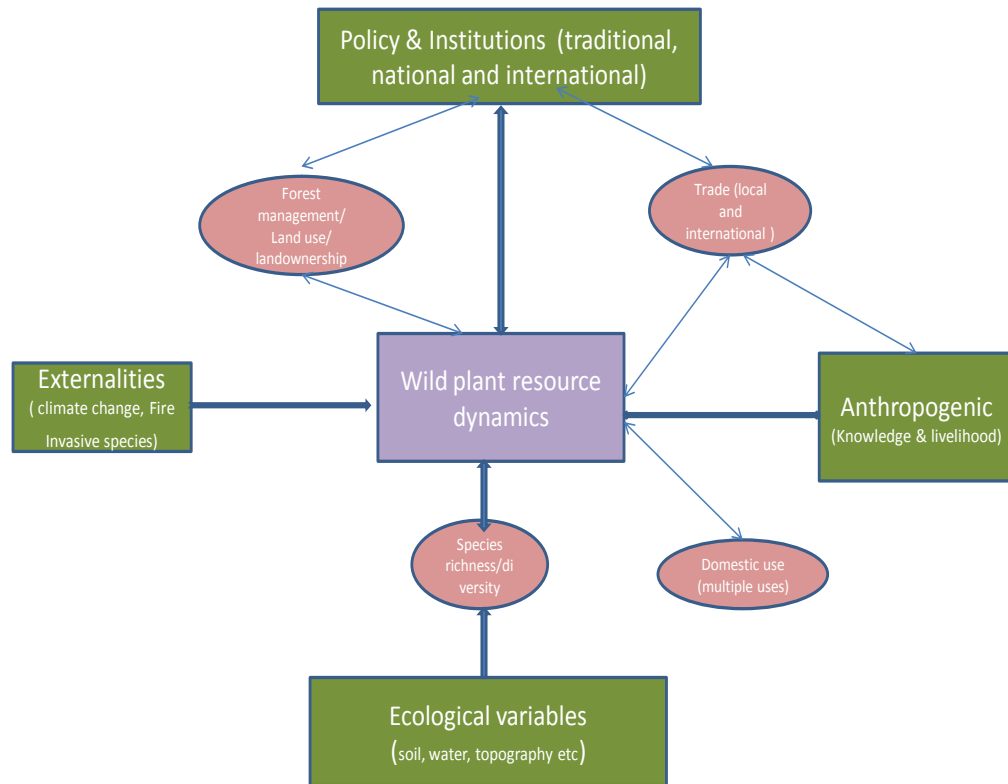 Policy & Institutions (traditional,
national and international)
Forest
management/
Land use/
landownership
Trade (local
and
international )
Externalities
( climate change, Fire
Invasive species)
Wild plant resource
dynamics
Anthropogenic
(Knowledge & livelihood)
Species
richness/di
versity
Domestic use
(multiple uses)
Ecological variables
(soil, water, topography etc)